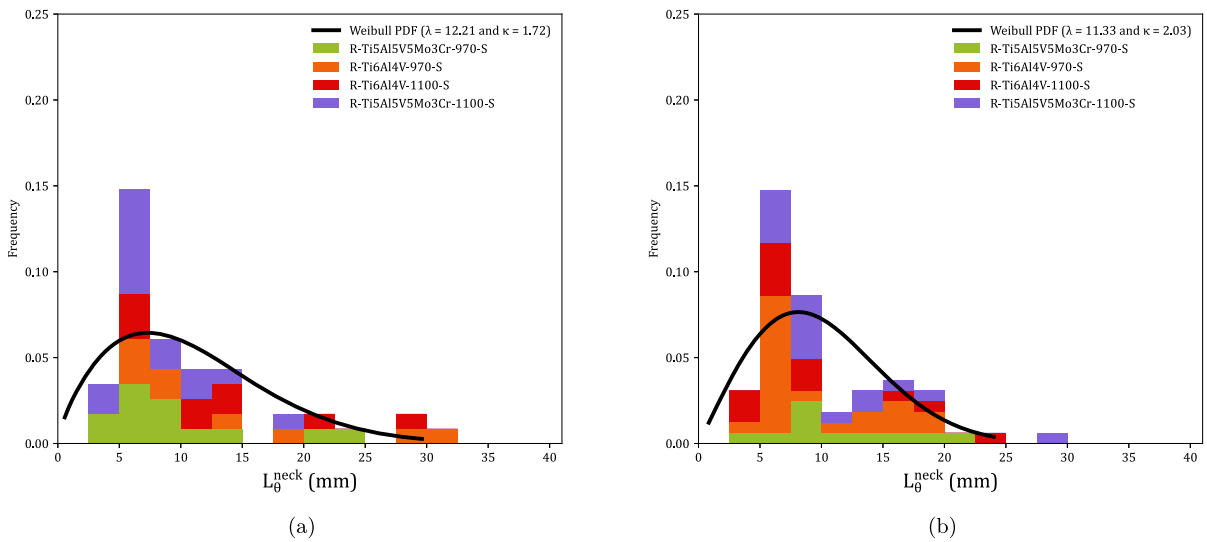 0.25
0.20
0.15
0.10
0.05
0.00
Frequency
0 5 10 15 20 25 30 35 40
L_θ^neck (mm)
Weibull PDF (λ = 12.21 and κ = 1.72)
R-Ti5Al5V5Mo3Cr-970-S
R-Ti6Al4V-970-S
R-Ti6Al4V-1100-S
R-Ti5Al5V5Mo3Cr-1100-S
(a)
0.25
0.20
0.15
0.10
0.05
0.00
Frequency
0 5 10 15 20 25 30 35 40
L_θ^neck (mm)
Weibull PDF (λ = 11.33 and κ = 2.03)
R-Ti5Al5V5Mo3Cr-970-S
R-Ti6Al4V-970-S
R-Ti6Al4V-1100-S
R-Ti5Al5V5Mo3Cr-1100-S
(b)